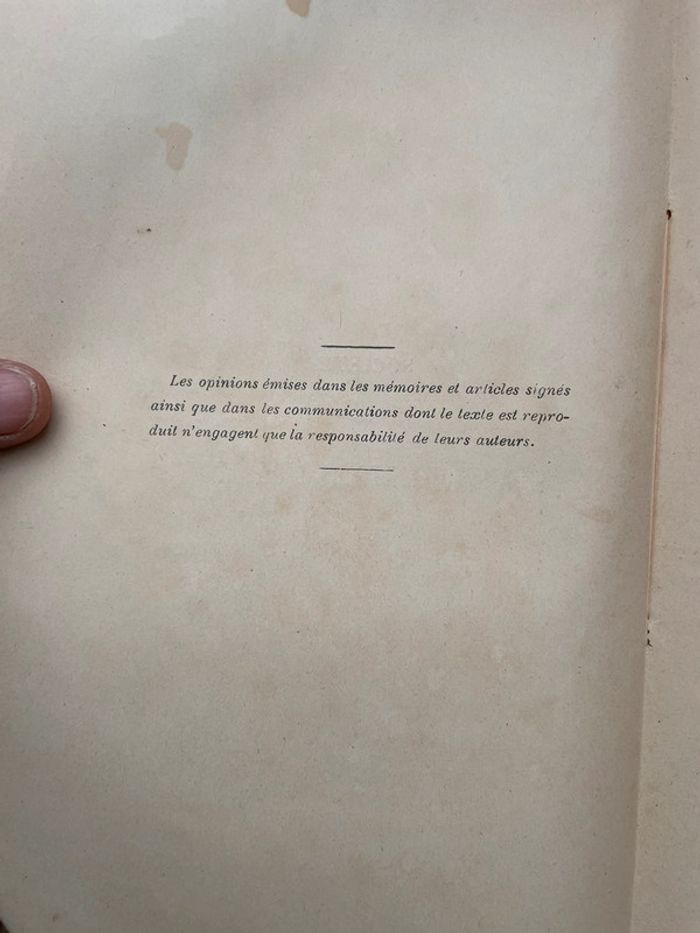 Les opinions émises dans les mémoires et articles signés
ainsi que dans les communications dont le texte est repro-
duit n'engagent que la responsabilité de leurs auteurs.